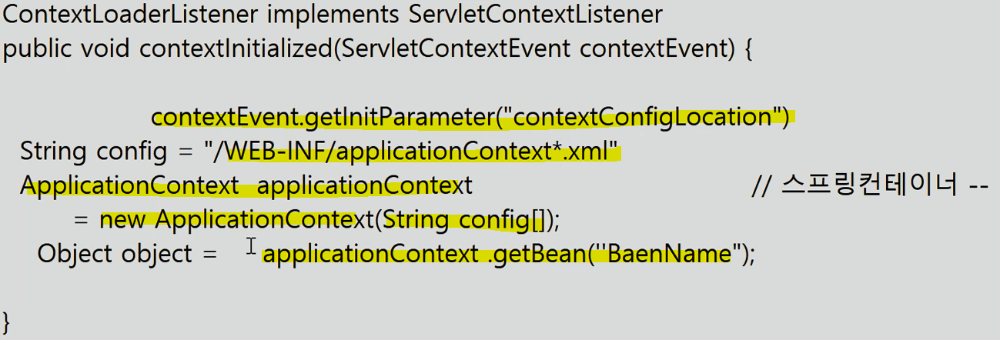 ContextLoaderListener implements ServletContextListener
public void contextInitialized(ServletContextEvent contextEvent) {
contextEvent.getInitParameter("contextConfigLocation")
String config = "/WEB-INF/applicationContext*.xml"
ApplicationContext applicationContext // 스프링컨테이너 --
= new ApplicationContext(String config[]);
Object object = applicationContext .getBean(''BaenName");
}